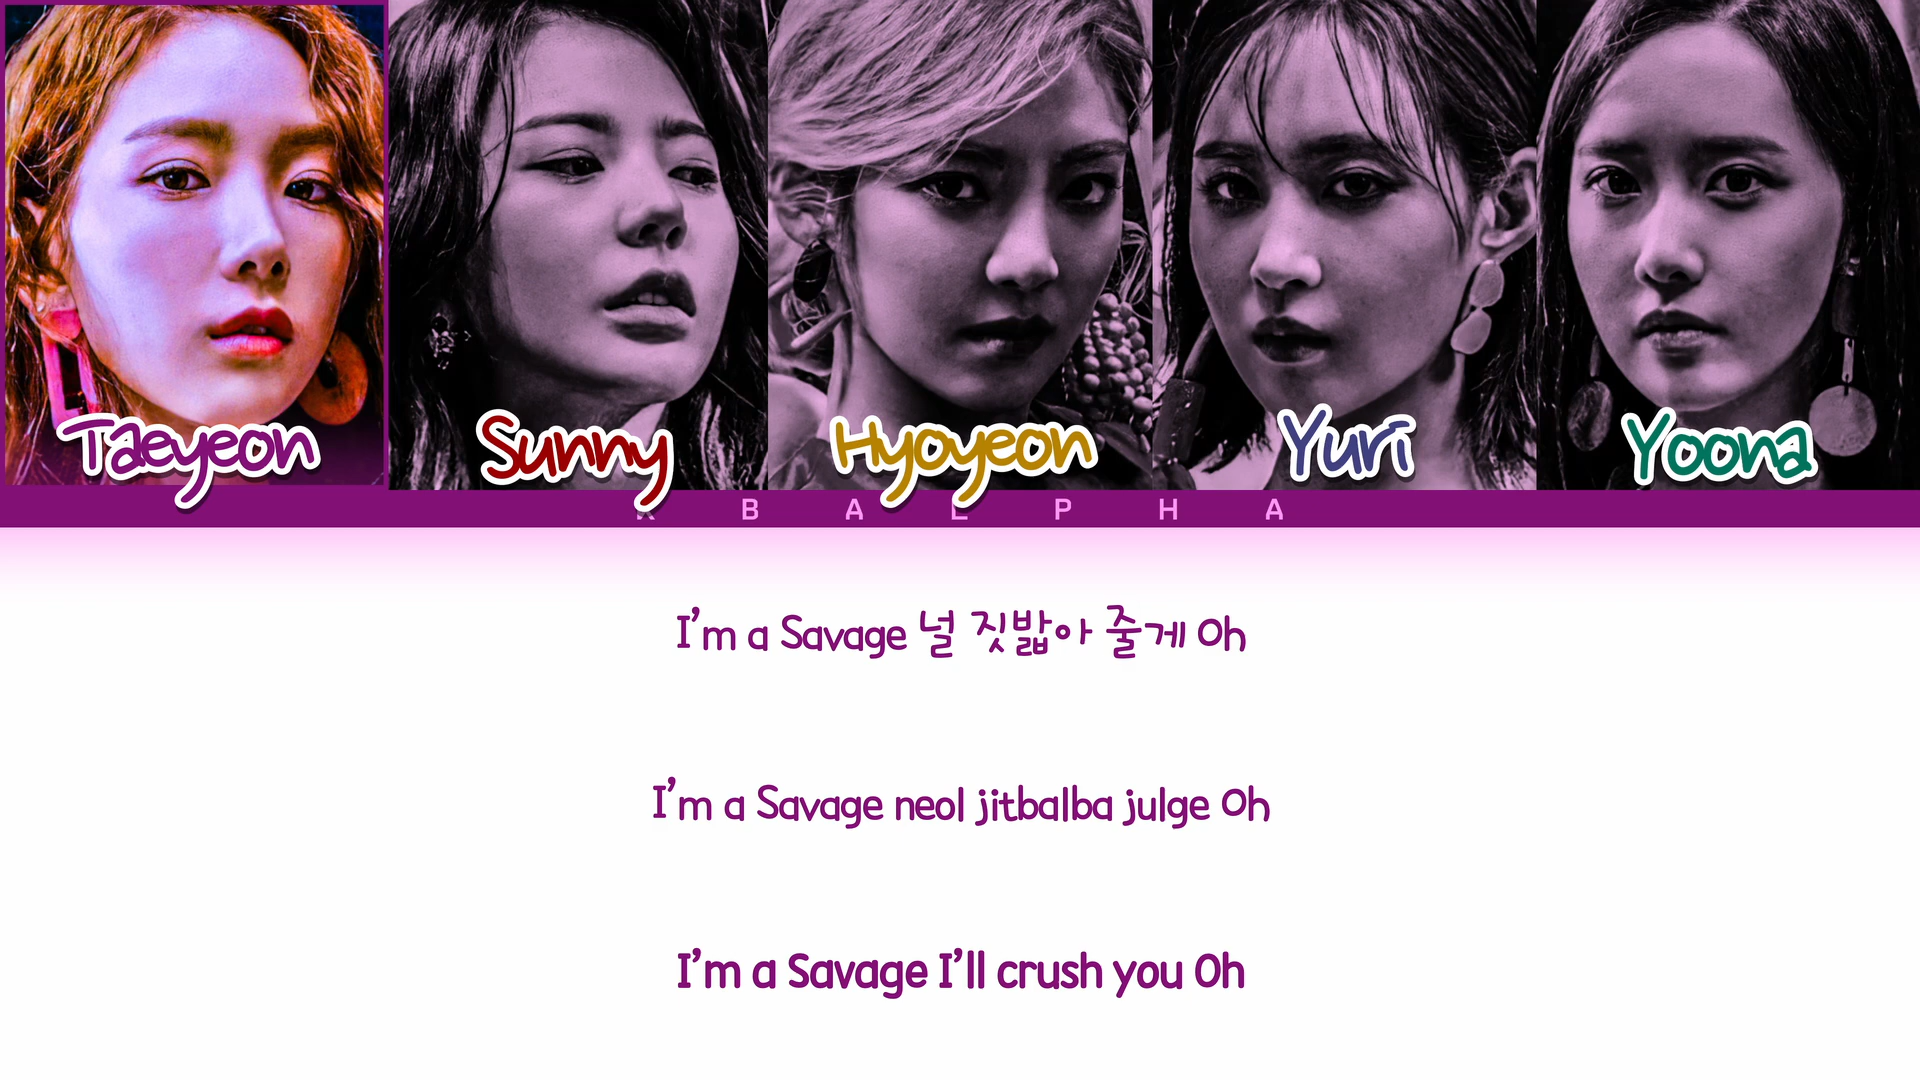 Taeyeon Sunny Hyoyeon Yuri Yoona
K B A L P H A
I'm a Savage 널 짓밟아 줄게 Oh
I'm a Savage neol jitbalba julge Oh
I'm a Savage I'll crush you Oh